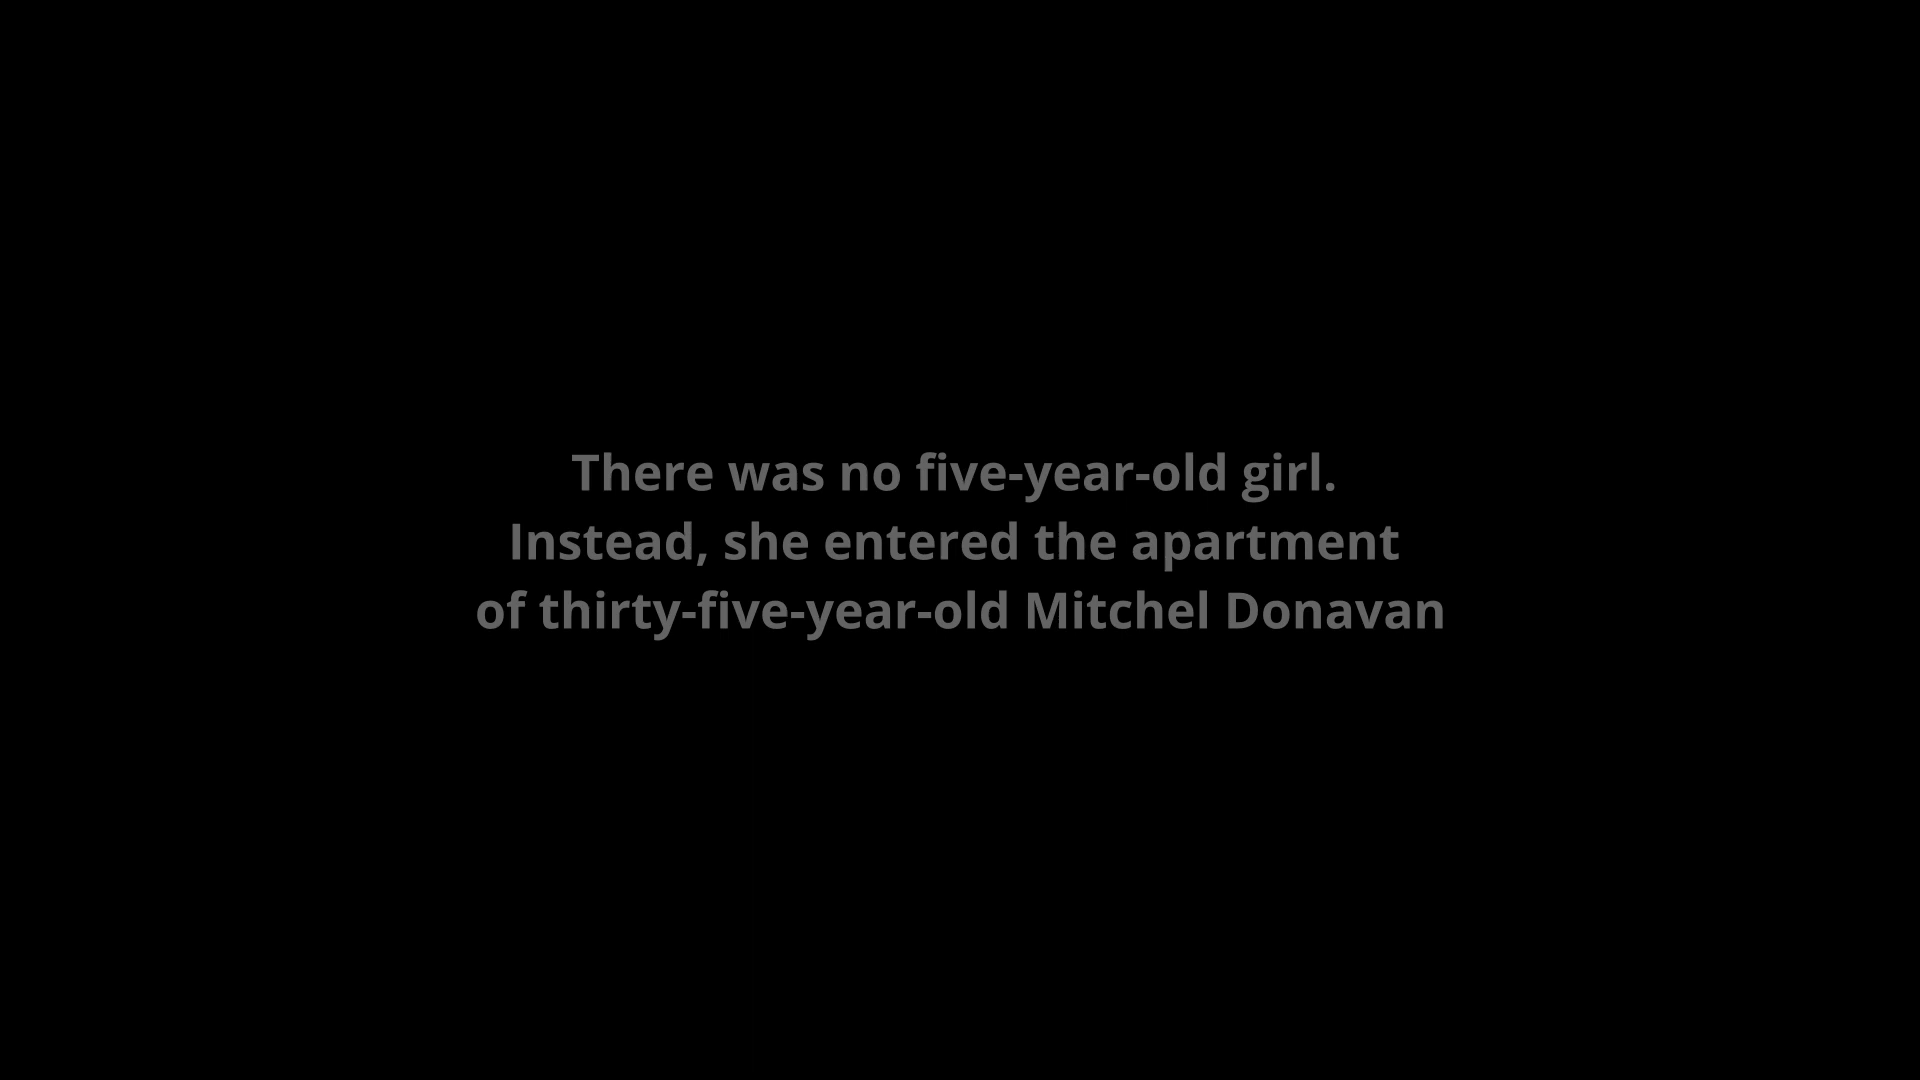 There was no five-year-old girl.
Instead, she entered the apartment
of thirty-five-year-old Mitchel Donavan